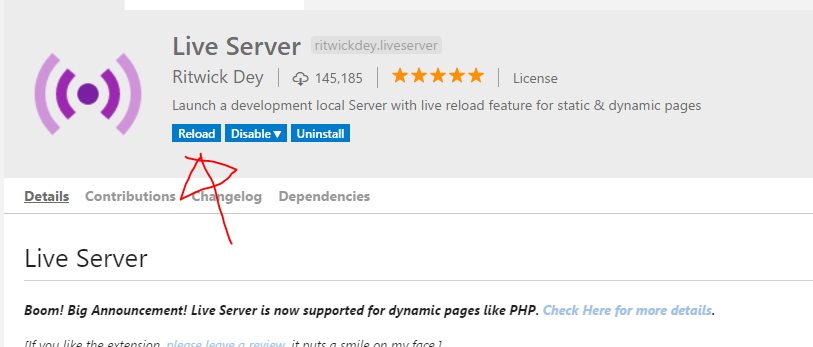 Live Server ritwickdey.liveserver
Ritwick Dey 145,185 License
Launch a development local Server with live reload feature for static & dynamic pages
Reload Disable▼ Uninstall
Details Contributions Changelog Dependencies
Live Server
Boom! Big Announcement! Live Server is now supported for dynamic pages like PHP. Check Here for more details.
[If you like the extension, please leave a review, it puts a smile on my face.]